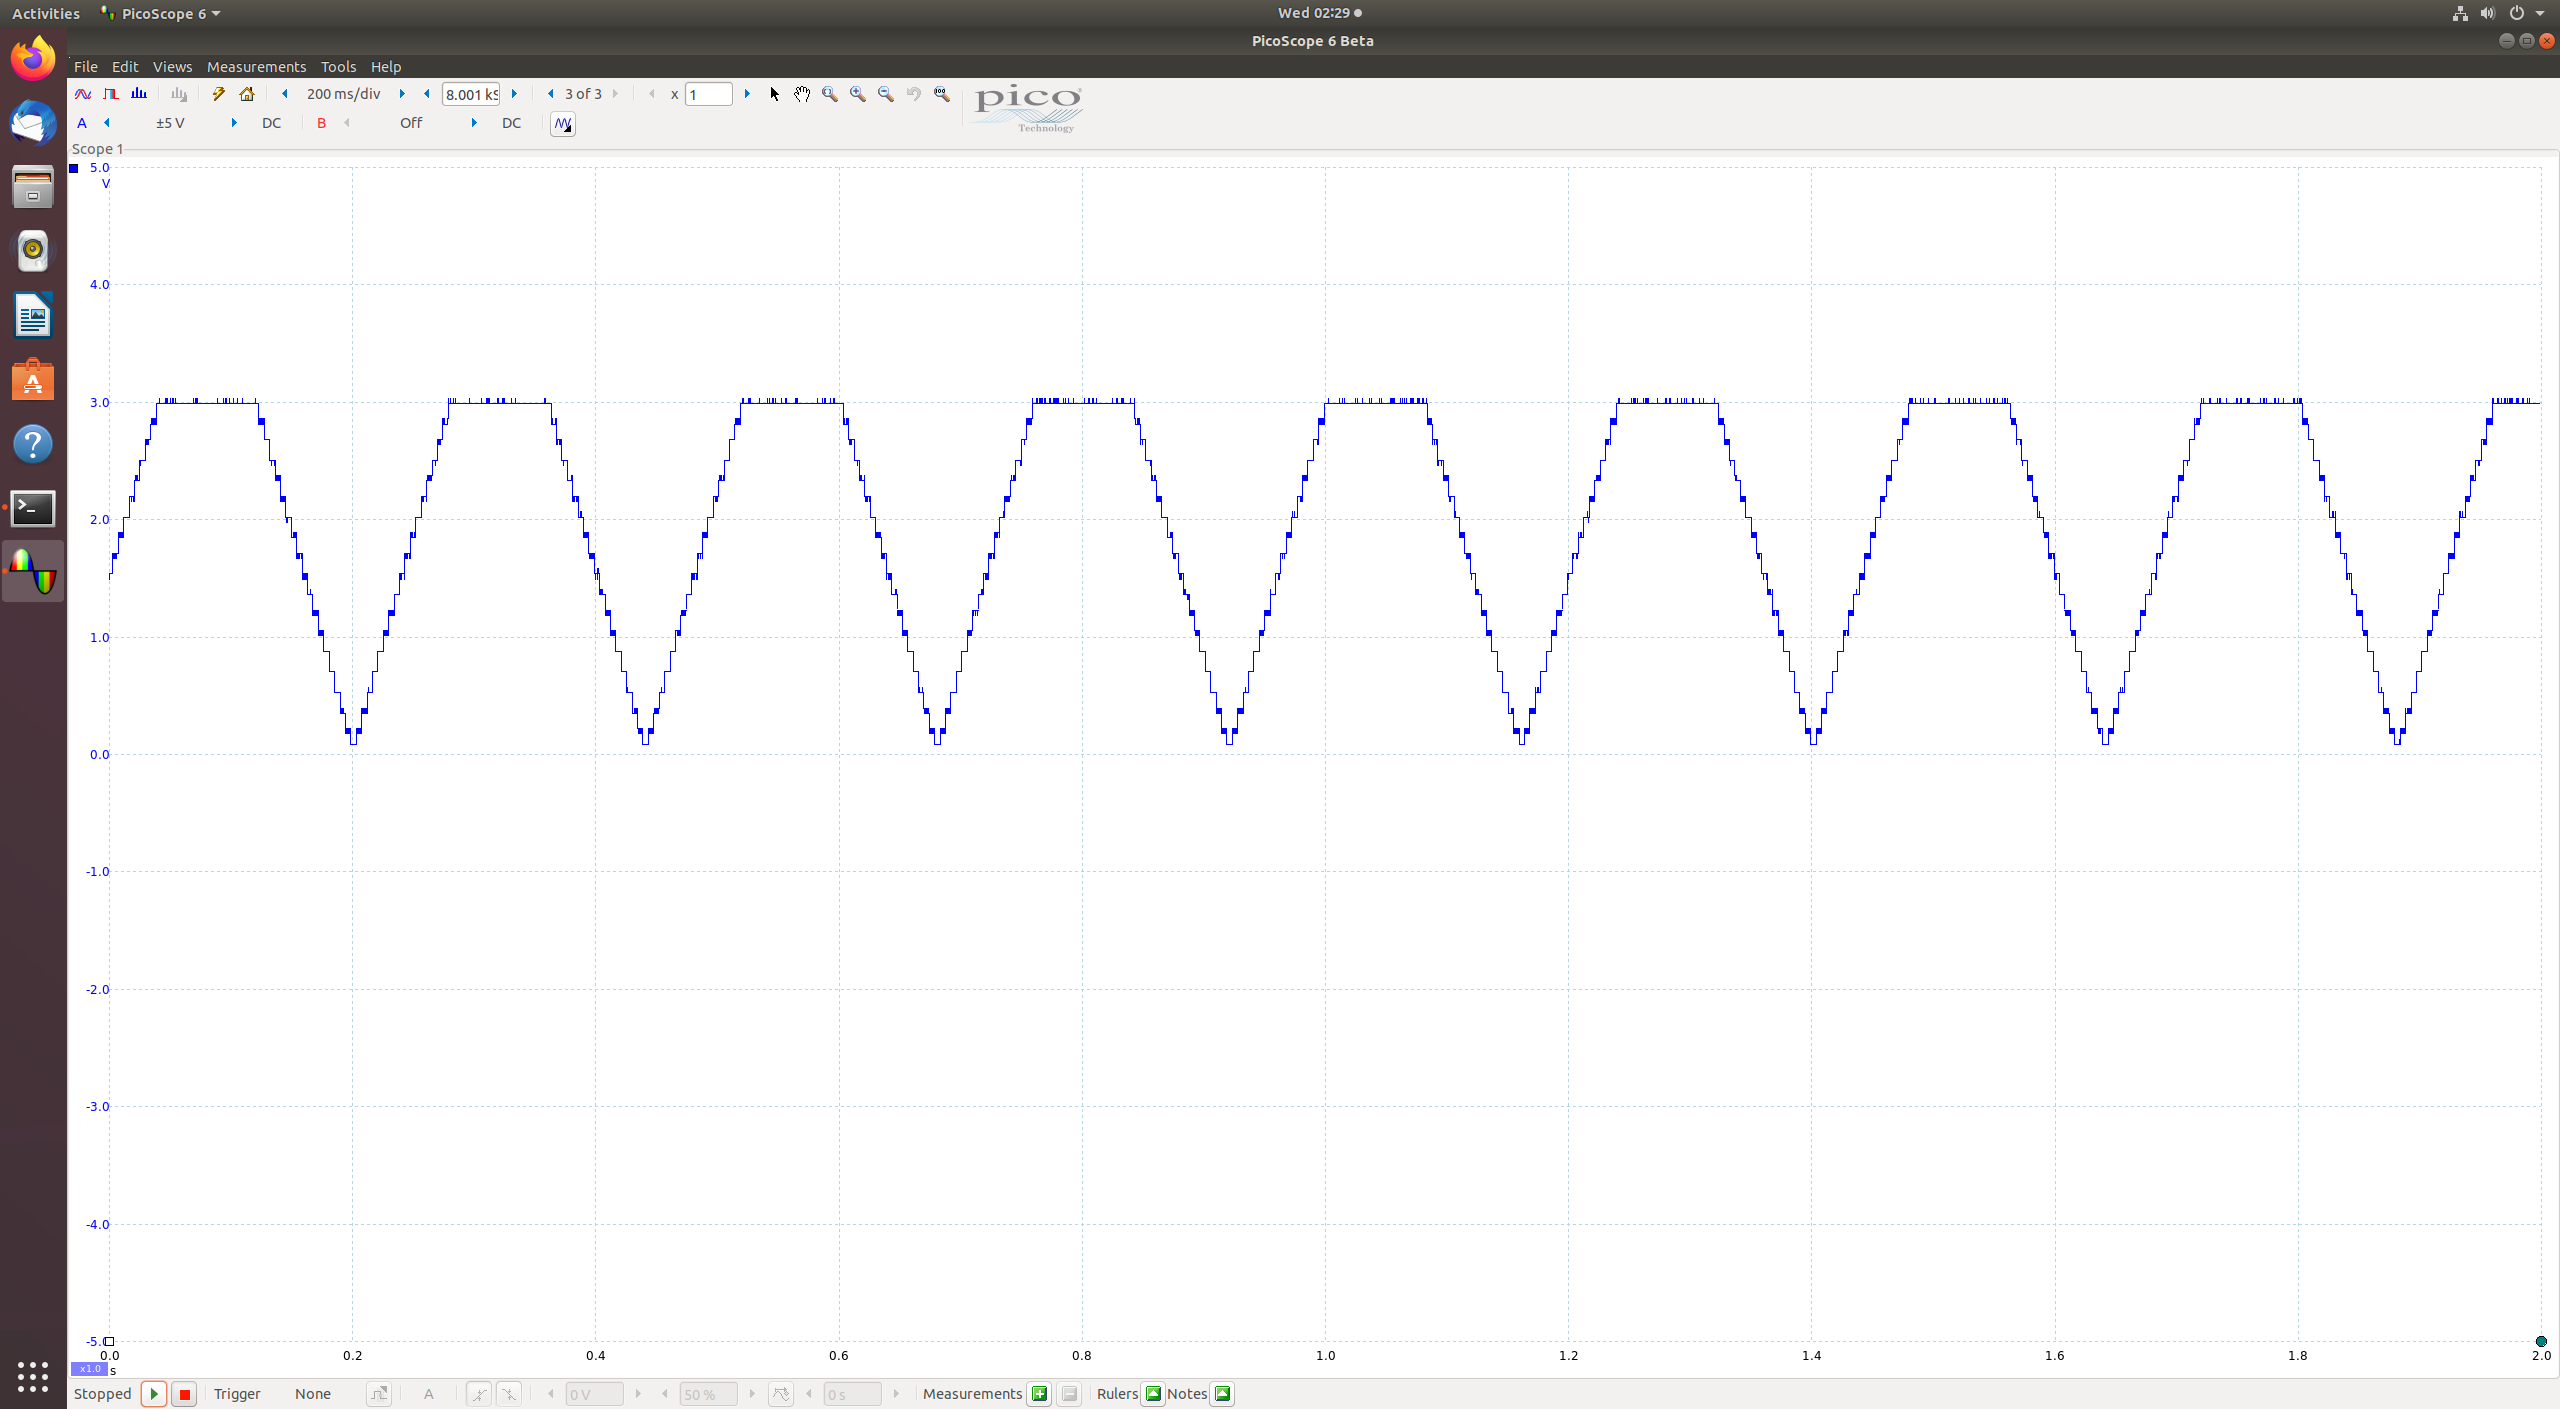 Activities PicoScope 6 Wed 02:29
PicoScope 6 Beta
File Edit Views Measurements Tools Help
200 ms/div 8.001 kS 3 of 3 x 1
pico
Technology
A ±5 V DC B Off DC
Scope 1
5.0
V
4.0
3.0
2.0
1.0
0.0
-1.0
-2.0
-3.0
-4.0
-5.0
0.0 0.2 0.4 0.6 0.8 1.0 1.2 1.4 1.6 1.8 2.0
x1.0 s
Stopped Trigger None A 0 V 50 % 0 s Measurements Rulers Notes